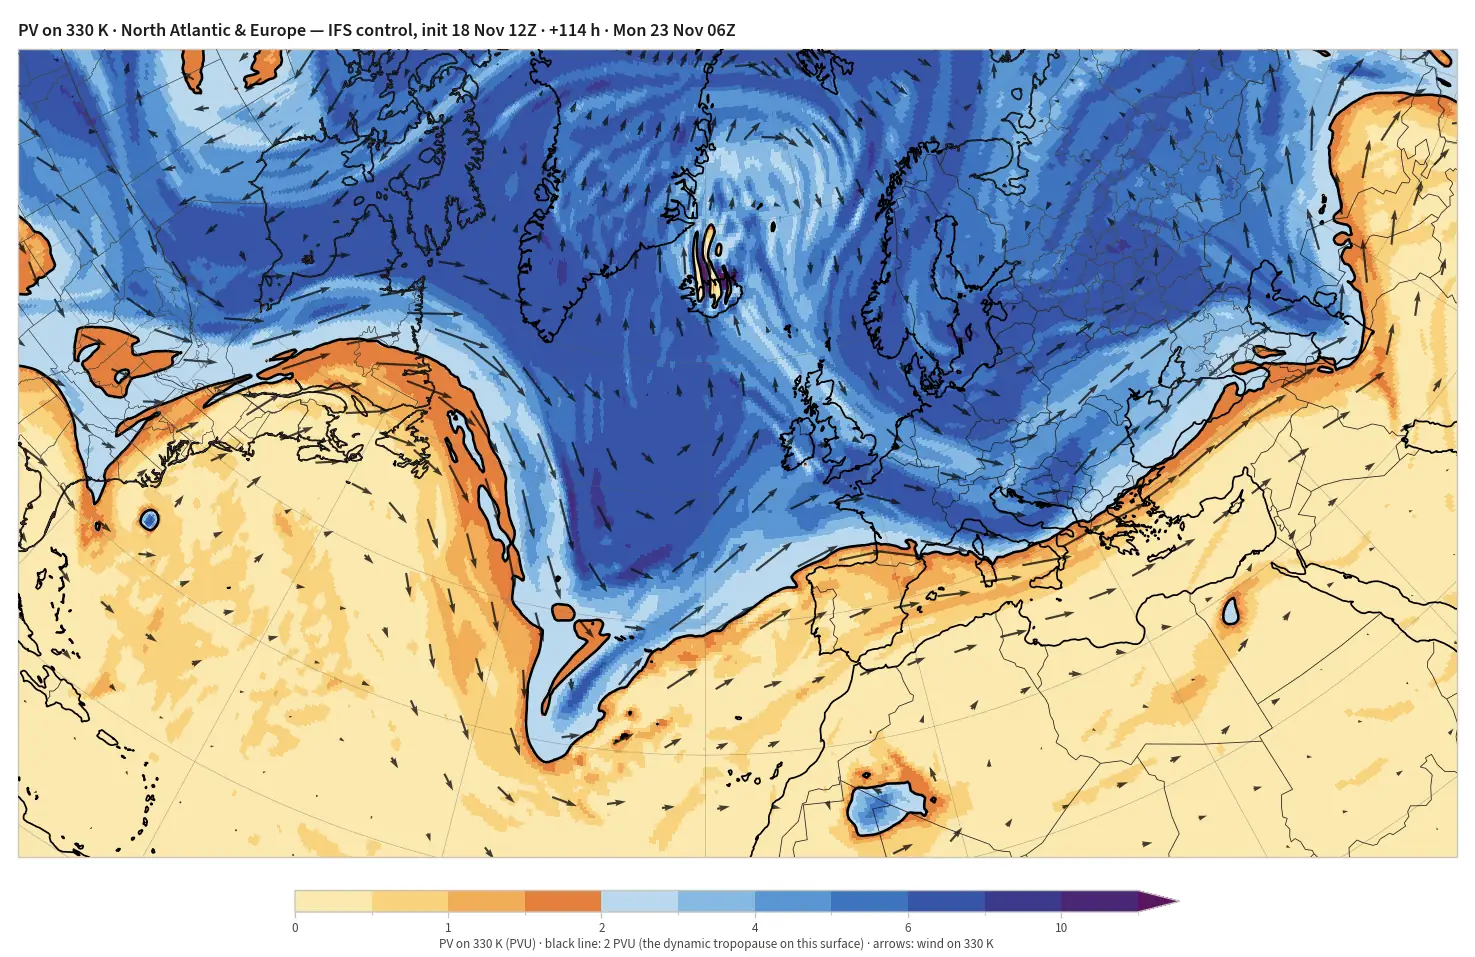 PV on 330 K · North Atlantic & Europe — IFS control, init 18 Nov 12Z · +114 h · Mon 23 Nov 06Z
0 1 2 4 6 10
PV on 330 K (PVU) · black line: 2 PVU (the dynamic tropopause on this surface) · arrows: wind on 330 K